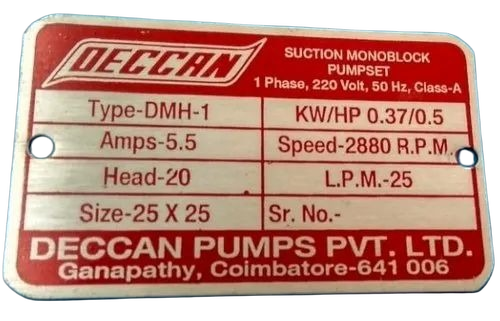 DECCAN
SUCTION MONOBLOCK
PUMPSET
1 Phase, 220 Volt, 50 Hz, Class-A
Type-DMH-1
KW/HP 0.37/0.5
Amps-5.5
Speed-2880 R.P.M.
Head-20
L.P.M.-25
Size-25 X 25
Sr. No.-
DECCAN PUMPS PVT. LTD.
Ganapathy, Coimbatore-641 006